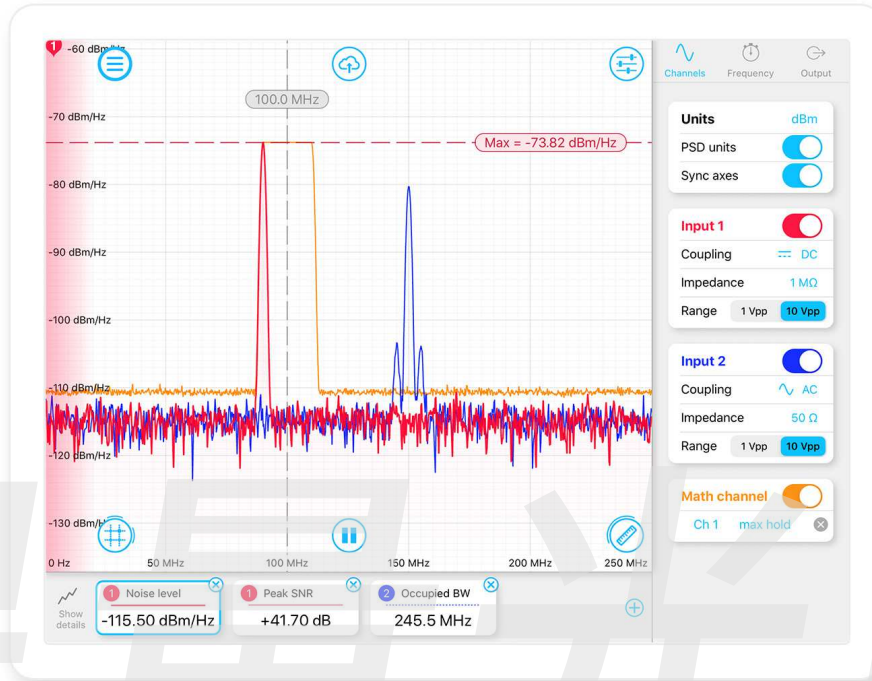 1
-60 dBm/Hz
100.0 MHz
-70 dBm/Hz
Max = -73.82 dBm/Hz
-80 dBm/Hz
-90 dBm/Hz
-100 dBm/Hz
-110 dBm/Hz
-120 dBm/Hz
-130 dBm/Hz
0 Hz 50 MHz 100 MHz 150 MHz 200 MHz 250 MHz
Show
details
1 Noise level
-115.50 dBm/Hz
1 Peak SNR
+41.70 dB
2 Occupied BW
245.5 MHz
Channels Frequency Output
Units dBm
PSD units
Sync axes
Input 1
Coupling DC
Impedance 1 MΩ
Range 1 Vpp 10 Vpp
Input 2
Coupling AC
Impedance 50 Ω
Range 1 Vpp 10 Vpp
Math channel
Ch 1 max hold